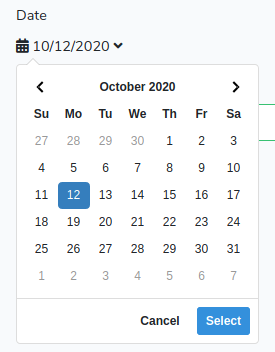 Date
10/12/2020
October 2020
Su Mo Tu We Th Fr Sa
27 28 29 30 1 2 3
4 5 6 7 8 9 10
11 12 13 14 15 16 17
18 19 20 21 22 23 24
25 26 27 28 29 30 31
1 2 3 4 5 6 7
Cancel Select